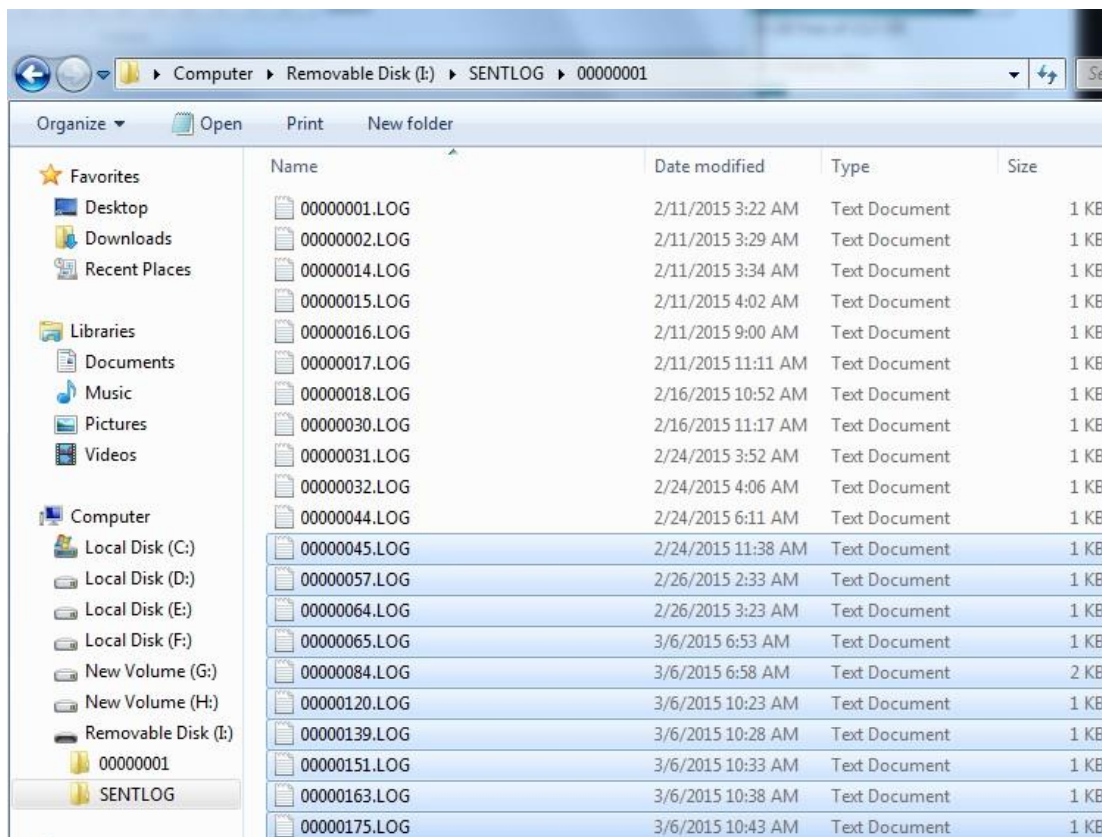 Computer ▸ Removable Disk (I:) ▸ SENTLOG ▸ 00000001
Organize Open Print New folder
Favorites
Desktop
Downloads
Recent Places
Libraries
Documents
Music
Pictures
Videos
Computer
Local Disk (C:)
Local Disk (D:)
Local Disk (E:)
Local Disk (F:)
New Volume (G:)
New Volume (H:)
Removable Disk (I:)
00000001
SENTLOG
Name Date modified Type Size
00000001.LOG 2/11/2015 3:22 AM Text Document 1 KB
00000002.LOG 2/11/2015 3:29 AM Text Document 1 KB
00000014.LOG 2/11/2015 3:34 AM Text Document 1 KB
00000015.LOG 2/11/2015 4:02 AM Text Document 1 KB
00000016.LOG 2/11/2015 9:00 AM Text Document 1 KB
00000017.LOG 2/11/2015 11:11 AM Text Document 1 KB
00000018.LOG 2/16/2015 10:52 AM Text Document 1 KB
00000030.LOG 2/16/2015 11:17 AM Text Document 1 KB
00000031.LOG 2/24/2015 3:52 AM Text Document 1 KB
00000032.LOG 2/24/2015 4:06 AM Text Document 1 KB
00000044.LOG 2/24/2015 6:11 AM Text Document 1 KB
00000045.LOG 2/24/2015 11:38 AM Text Document 1 KB
00000057.LOG 2/26/2015 2:33 AM Text Document 1 KB
00000064.LOG 2/26/2015 3:23 AM Text Document 1 KB
00000065.LOG 3/6/2015 6:53 AM Text Document 1 KB
00000084.LOG 3/6/2015 6:58 AM Text Document 2 KB
00000120.LOG 3/6/2015 10:23 AM Text Document 1 KB
00000139.LOG 3/6/2015 10:28 AM Text Document 1 KB
00000151.LOG 3/6/2015 10:33 AM Text Document 1 KB
00000163.LOG 3/6/2015 10:38 AM Text Document 1 KB
00000175.LOG 3/6/2015 10:43 AM Text Document 1 KB